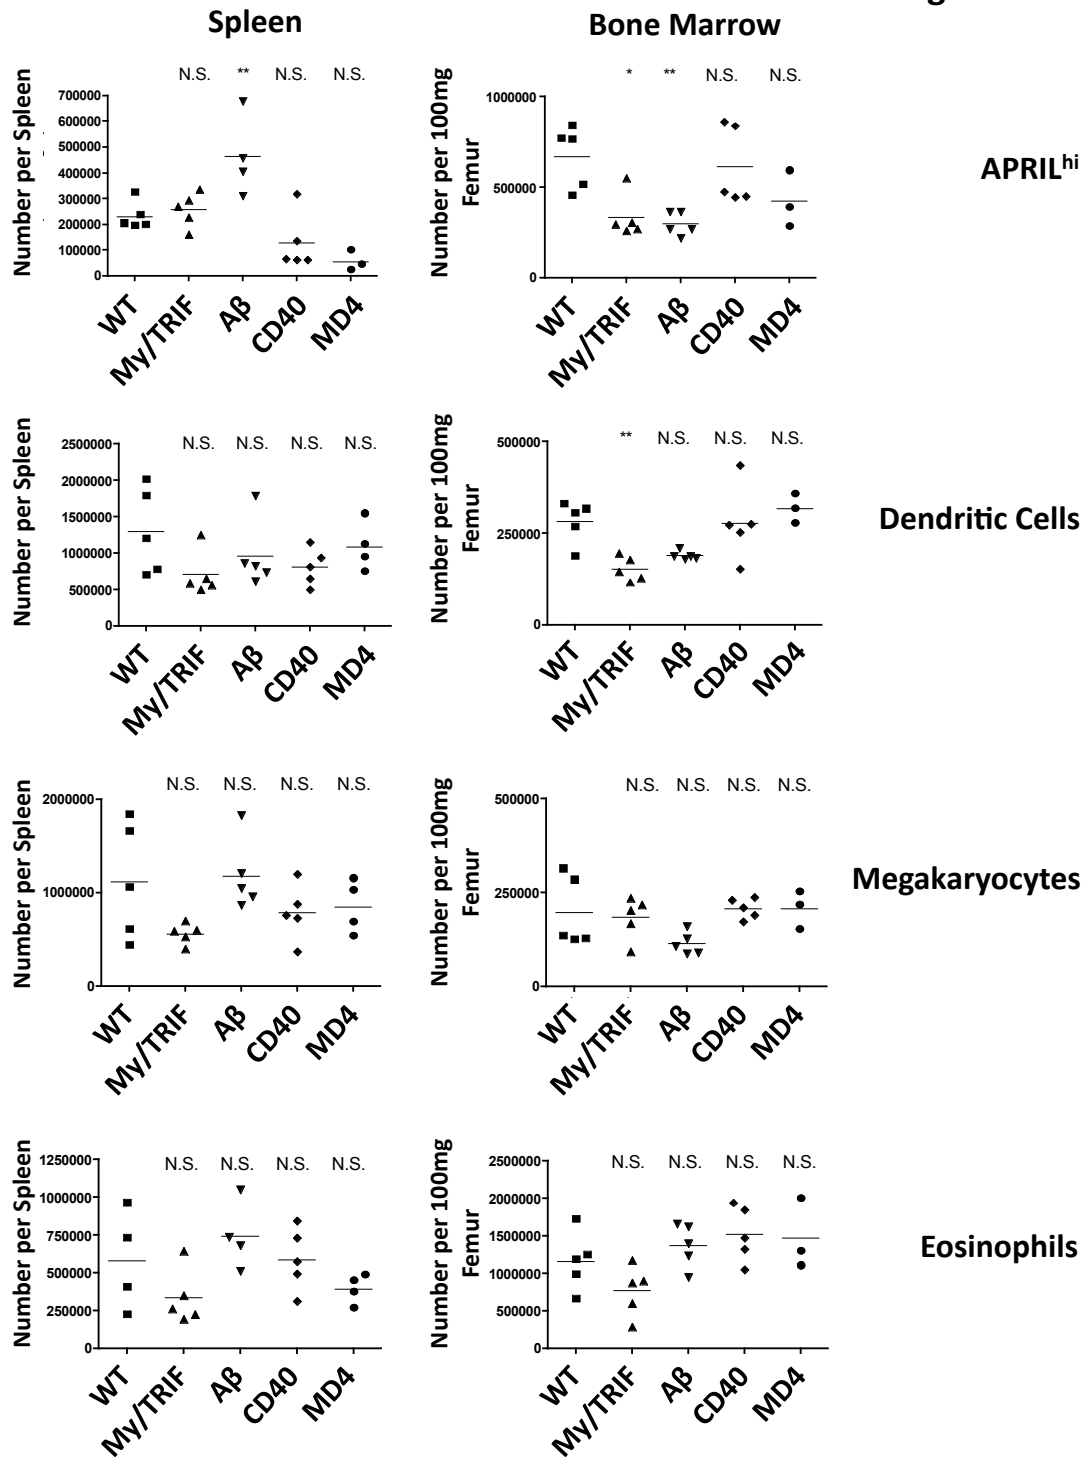 g
Spleen
Bone Marrow
Number per Spleen
N.S. ** N.S. N.S.
700000
600000
500000
400000
300000
200000
100000
0
WT My/TRIF Aβ CD40 MD4
Number per 100mg
Femur
* ** N.S. N.S.
1000000
500000
0
WT My/TRIF Aβ CD40 MD4
APRILhi
Number per Spleen
N.S. N.S. N.S. N.S.
2500000
2000000
1500000
1000000
500000
0
WT My/TRIF Aβ CD40 MD4
Number per 100mg
Femur
** N.S. N.S. N.S.
500000
250000
0
WT My/TRIF Aβ CD40 MD4
Dendritic Cells
Number per Spleen
N.S. N.S. N.S. N.S.
2000000
1000000
0
WT My/TRIF Aβ CD40 MD4
Number per 100mg
Femur
N.S. N.S. N.S. N.S.
500000
250000
0
WT My/TRIF Aβ CD40 MD4
Megakaryocytes
Number per Spleen
N.S. N.S. N.S. N.S.
1250000
1000000
750000
500000
250000
0
WT My/TRIF Aβ CD40 MD4
Number per 100mg
Femur
N.S. N.S. N.S. N.S.
2500000
2000000
1500000
1000000
500000
0
WT My/TRIF Aβ CD40 MD4
Eosinophils